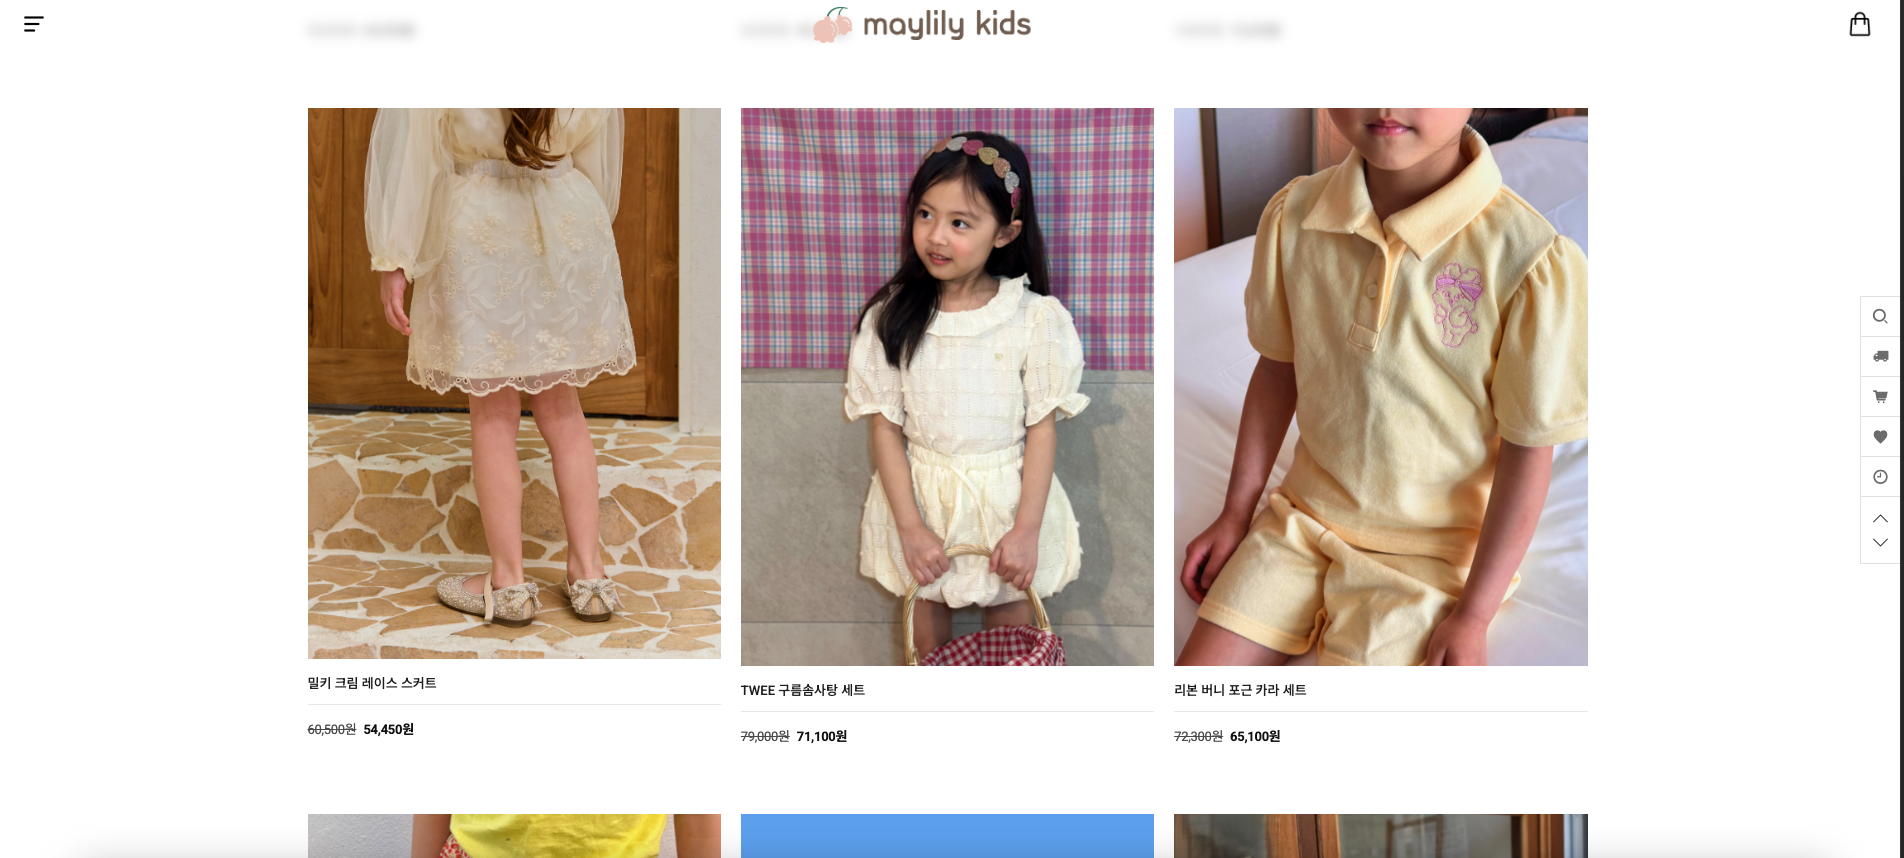 maylily kids
밀키 크림 레이스 스커트
60,500원 54,450원
TWEE 구름솜사탕 세트
79,000원 71,100원
리본 버니 포근 카라 세트
72,300원 65,100원